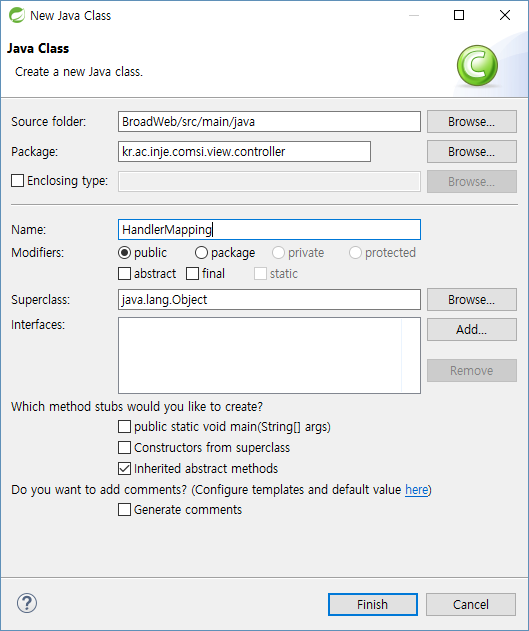 New Java Class
Java Class
Create a new Java class.
C
Source folder: BroadWeb/src/main/java Browse...
Package: kr.ac.inje.comsi.view.controller Browse...
Enclosing type: Browse...
Name: HandlerMapping
Modifiers: public package private protected
abstract final static
Superclass: java.lang.Object Browse...
Interfaces: Add...
Remove
Which method stubs would you like to create?
public static void main(String[] args)
Constructors from superclass
Inherited abstract methods
Do you want to add comments? (Configure templates and default value here)
Generate comments
? Finish Cancel